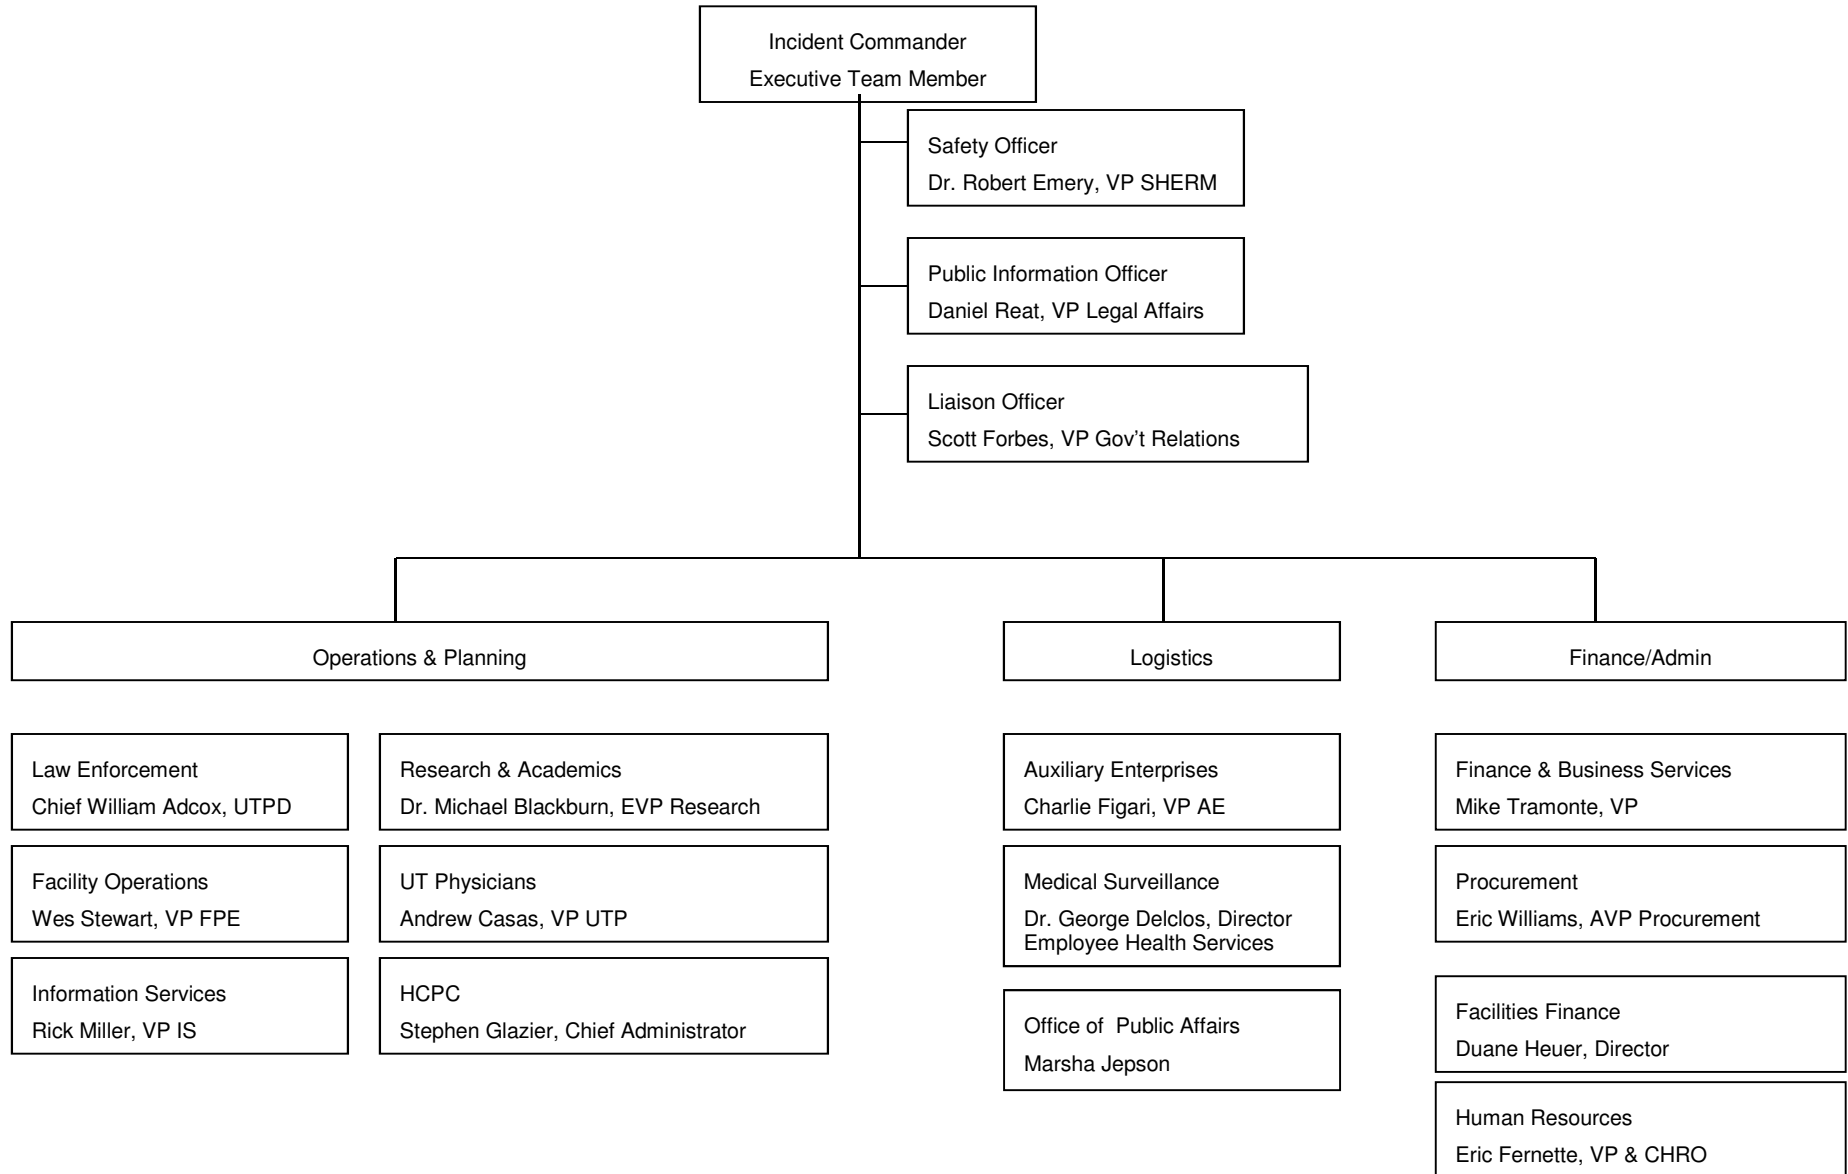 Incident Commander
Executive Team Member
Safety Officer
Dr. Robert Emery, VP SHERM
Public Information Officer
Daniel Reat, VP Legal Affairs
Liaison Officer
Scott Forbes, VP Gov’t Relations
Operations & Planning
Logistics
Finance/Admin
Law Enforcement
Chief William Adcox, UTPD
Facility Operations
Wes Stewart, VP FPE
Information Services
Rick Miller, VP IS
Research & Academics
Dr. Michael Blackburn, EVP Research
UT Physicians
Andrew Casas, VP UTP
HCPC
Stephen Glazier, Chief Administrator
Auxiliary Enterprises
Charlie Figari, VP AE
Medical Surveillance
Dr. George Delclos, Director
Employee Health Services
Office of  Public Affairs
Marsha Jepson
Finance & Business Services
Mike Tramonte, VP
Procurement
Eric Williams, AVP Procurement
Facilities Finance
Duane Heuer, Director
Human Resources
Eric Fernette, VP & CHRO